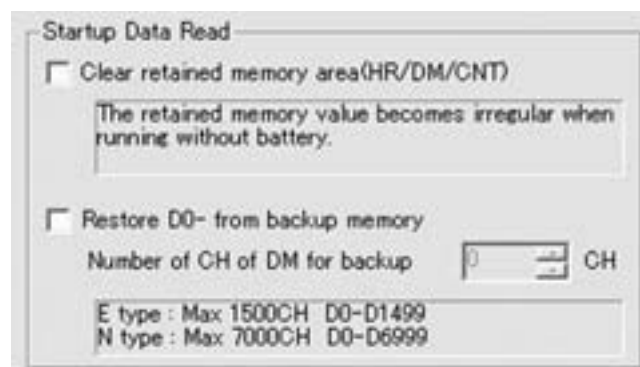 Startup Data Read
Clear retained memory area(HR/DM/CNT)
The retained memory value becomes irregular when
running without battery.
Restore D0- from backup memory
Number of CH of DM for backup 0 CH
E type : Max 1500CH D0-D1499
N type : Max 7000CH D0-D6999